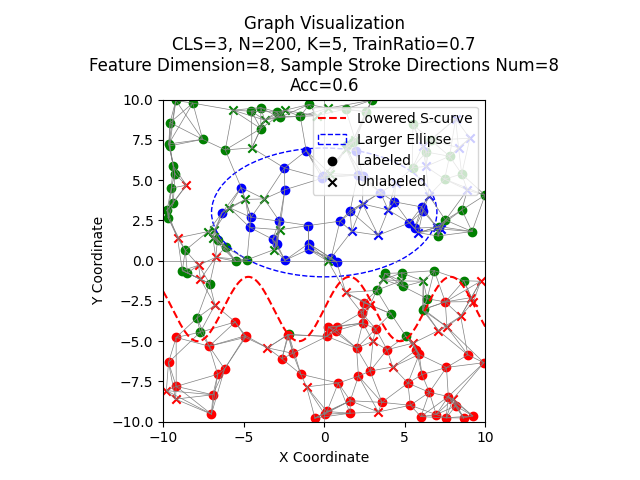 Graph Visualization
CLS=3, N=200, K=5, TrainRatio=0.7
Feature Dimension=8, Sample Stroke Directions Num=8
Acc=0.6
Lowered S-curve
Larger Ellipse
Labeled
Unlabeled
10.0
7.5
5.0
2.5
0.0
−2.5
−5.0
−7.5
−10.0
Y Coordinate
−10
−5
0
5
10
X Coordinate